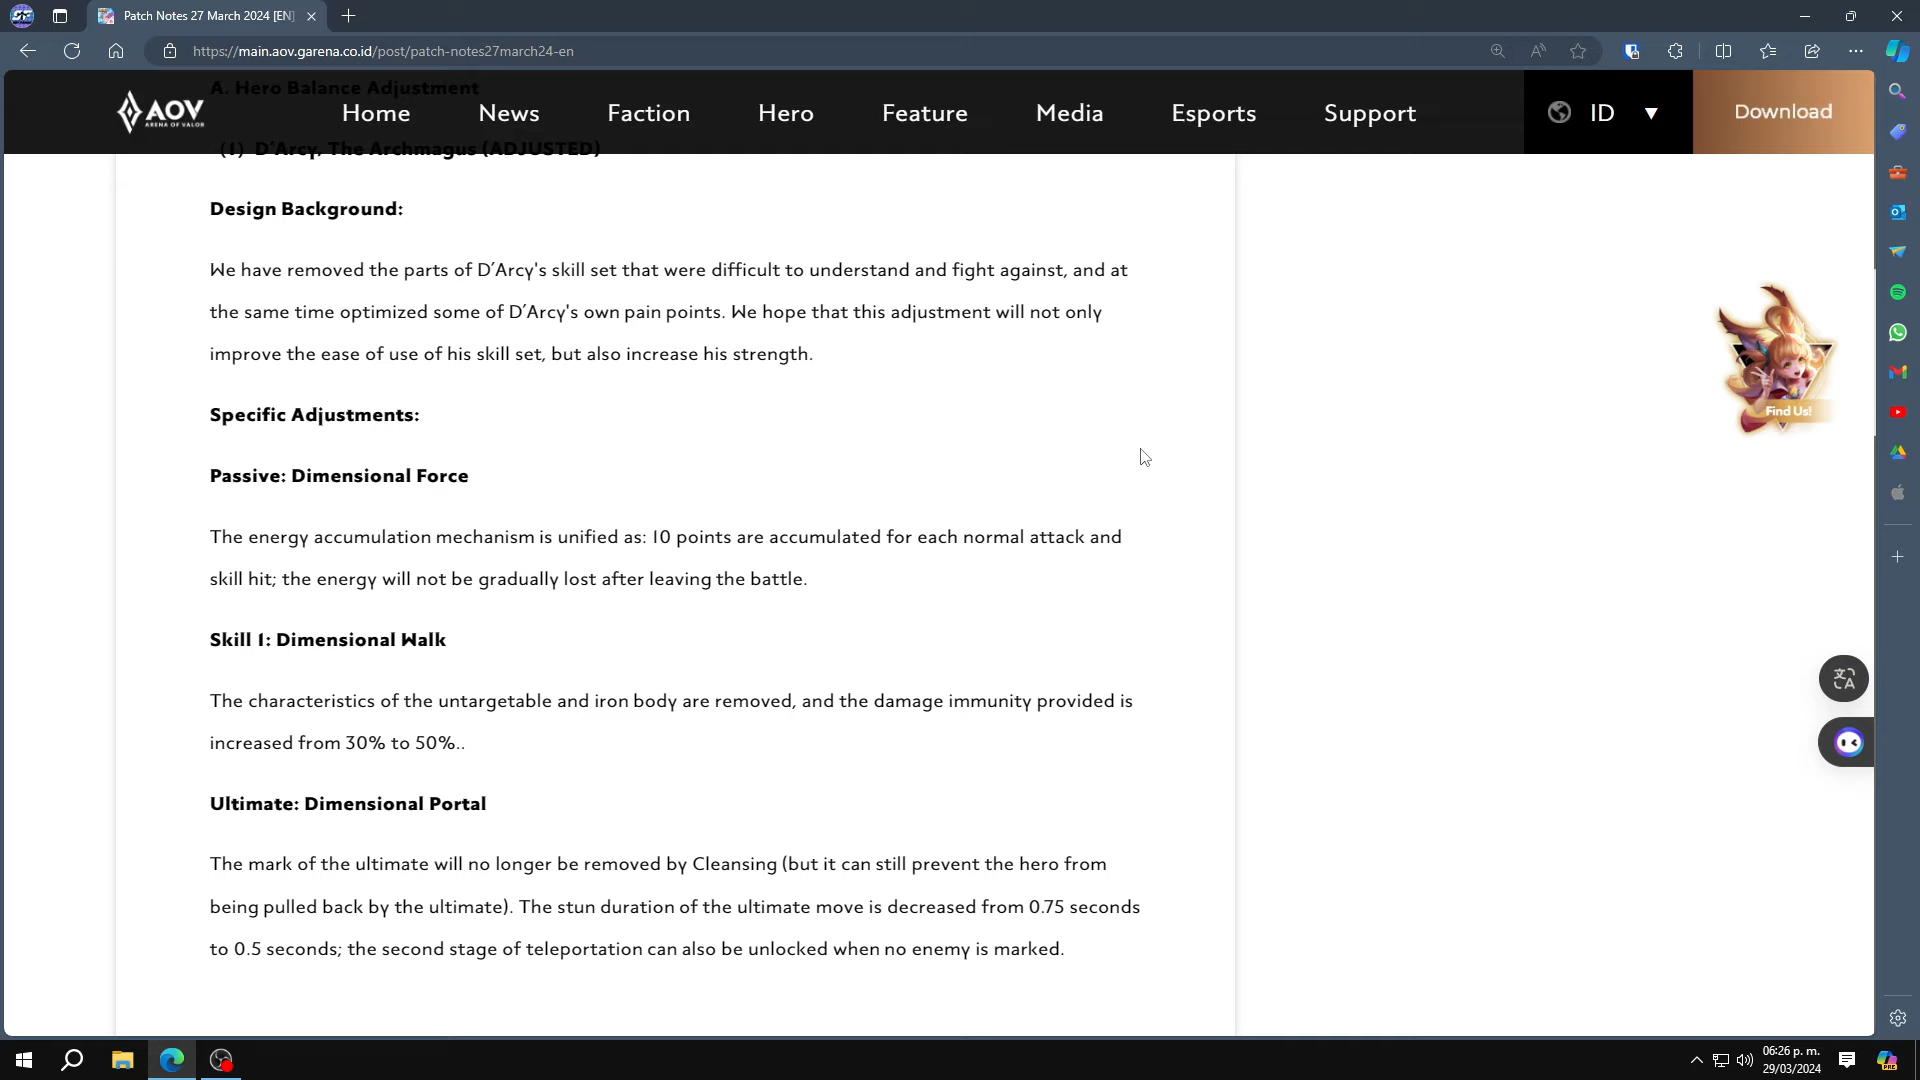 Patch Notes 27 March 2024 [EN]
https://main.aov.garena.co.id/post/patch-notes27march24-en
A. Hero Balance Adjustment
AOV
ARENA OF VALOR
Home
News
Faction
Hero
Feature
Media
Esports
Support
ID
Download
(1) D'Arcy, The Archmagus (ADJUSTED)
Design Background:
We have removed the parts of D'Arcy's skill set that were difficult to understand and fight against, and at
the same time optimized some of D'Arcy's own pain points. We hope that this adjustment will not only
improve the ease of use of his skill set, but also increase his strength.
Find Us!
Specific Adjustments:
Passive: Dimensional Force
The energy accumulation mechanism is unified as: 10 points are accumulated for each normal attack and
skill hit; the energy will not be gradually lost after leaving the battle.
Skill 1: Dimensional Walk
The characteristics of the untargetable and iron body are removed, and the damage immunity provided is
increased from 30% to 50%..
Ultimate: Dimensional Portal
The mark of the ultimate will no longer be removed by Cleansing (but it can still prevent the hero from
being pulled back by the ultimate). The stun duration of the ultimate move is decreased from 0.75 seconds
to 0.5 seconds; the second stage of teleportation can also be unlocked when no enemy is marked.
06:26 p. m.
29/03/2024